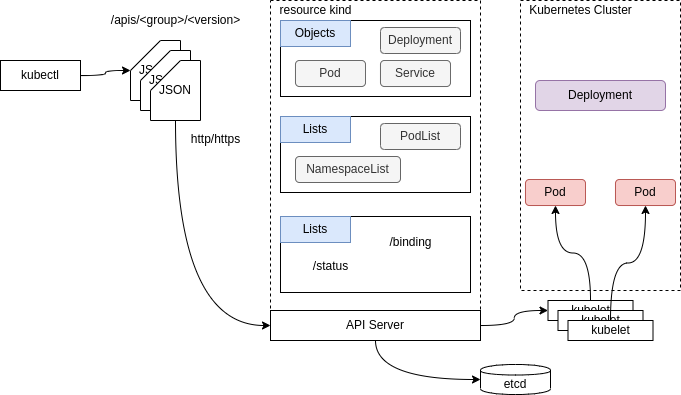 /apis/<group>/<version>
kubectl
JS
JS
JSON
http/https
resource kind
Objects
Deployment
Pod
Service
Lists
PodList
NamespaceList
Lists
/binding
/status
API Server
etcd
Kubernetes Cluster
Deployment
Pod
Pod
kubelet
kubelet
kubelet